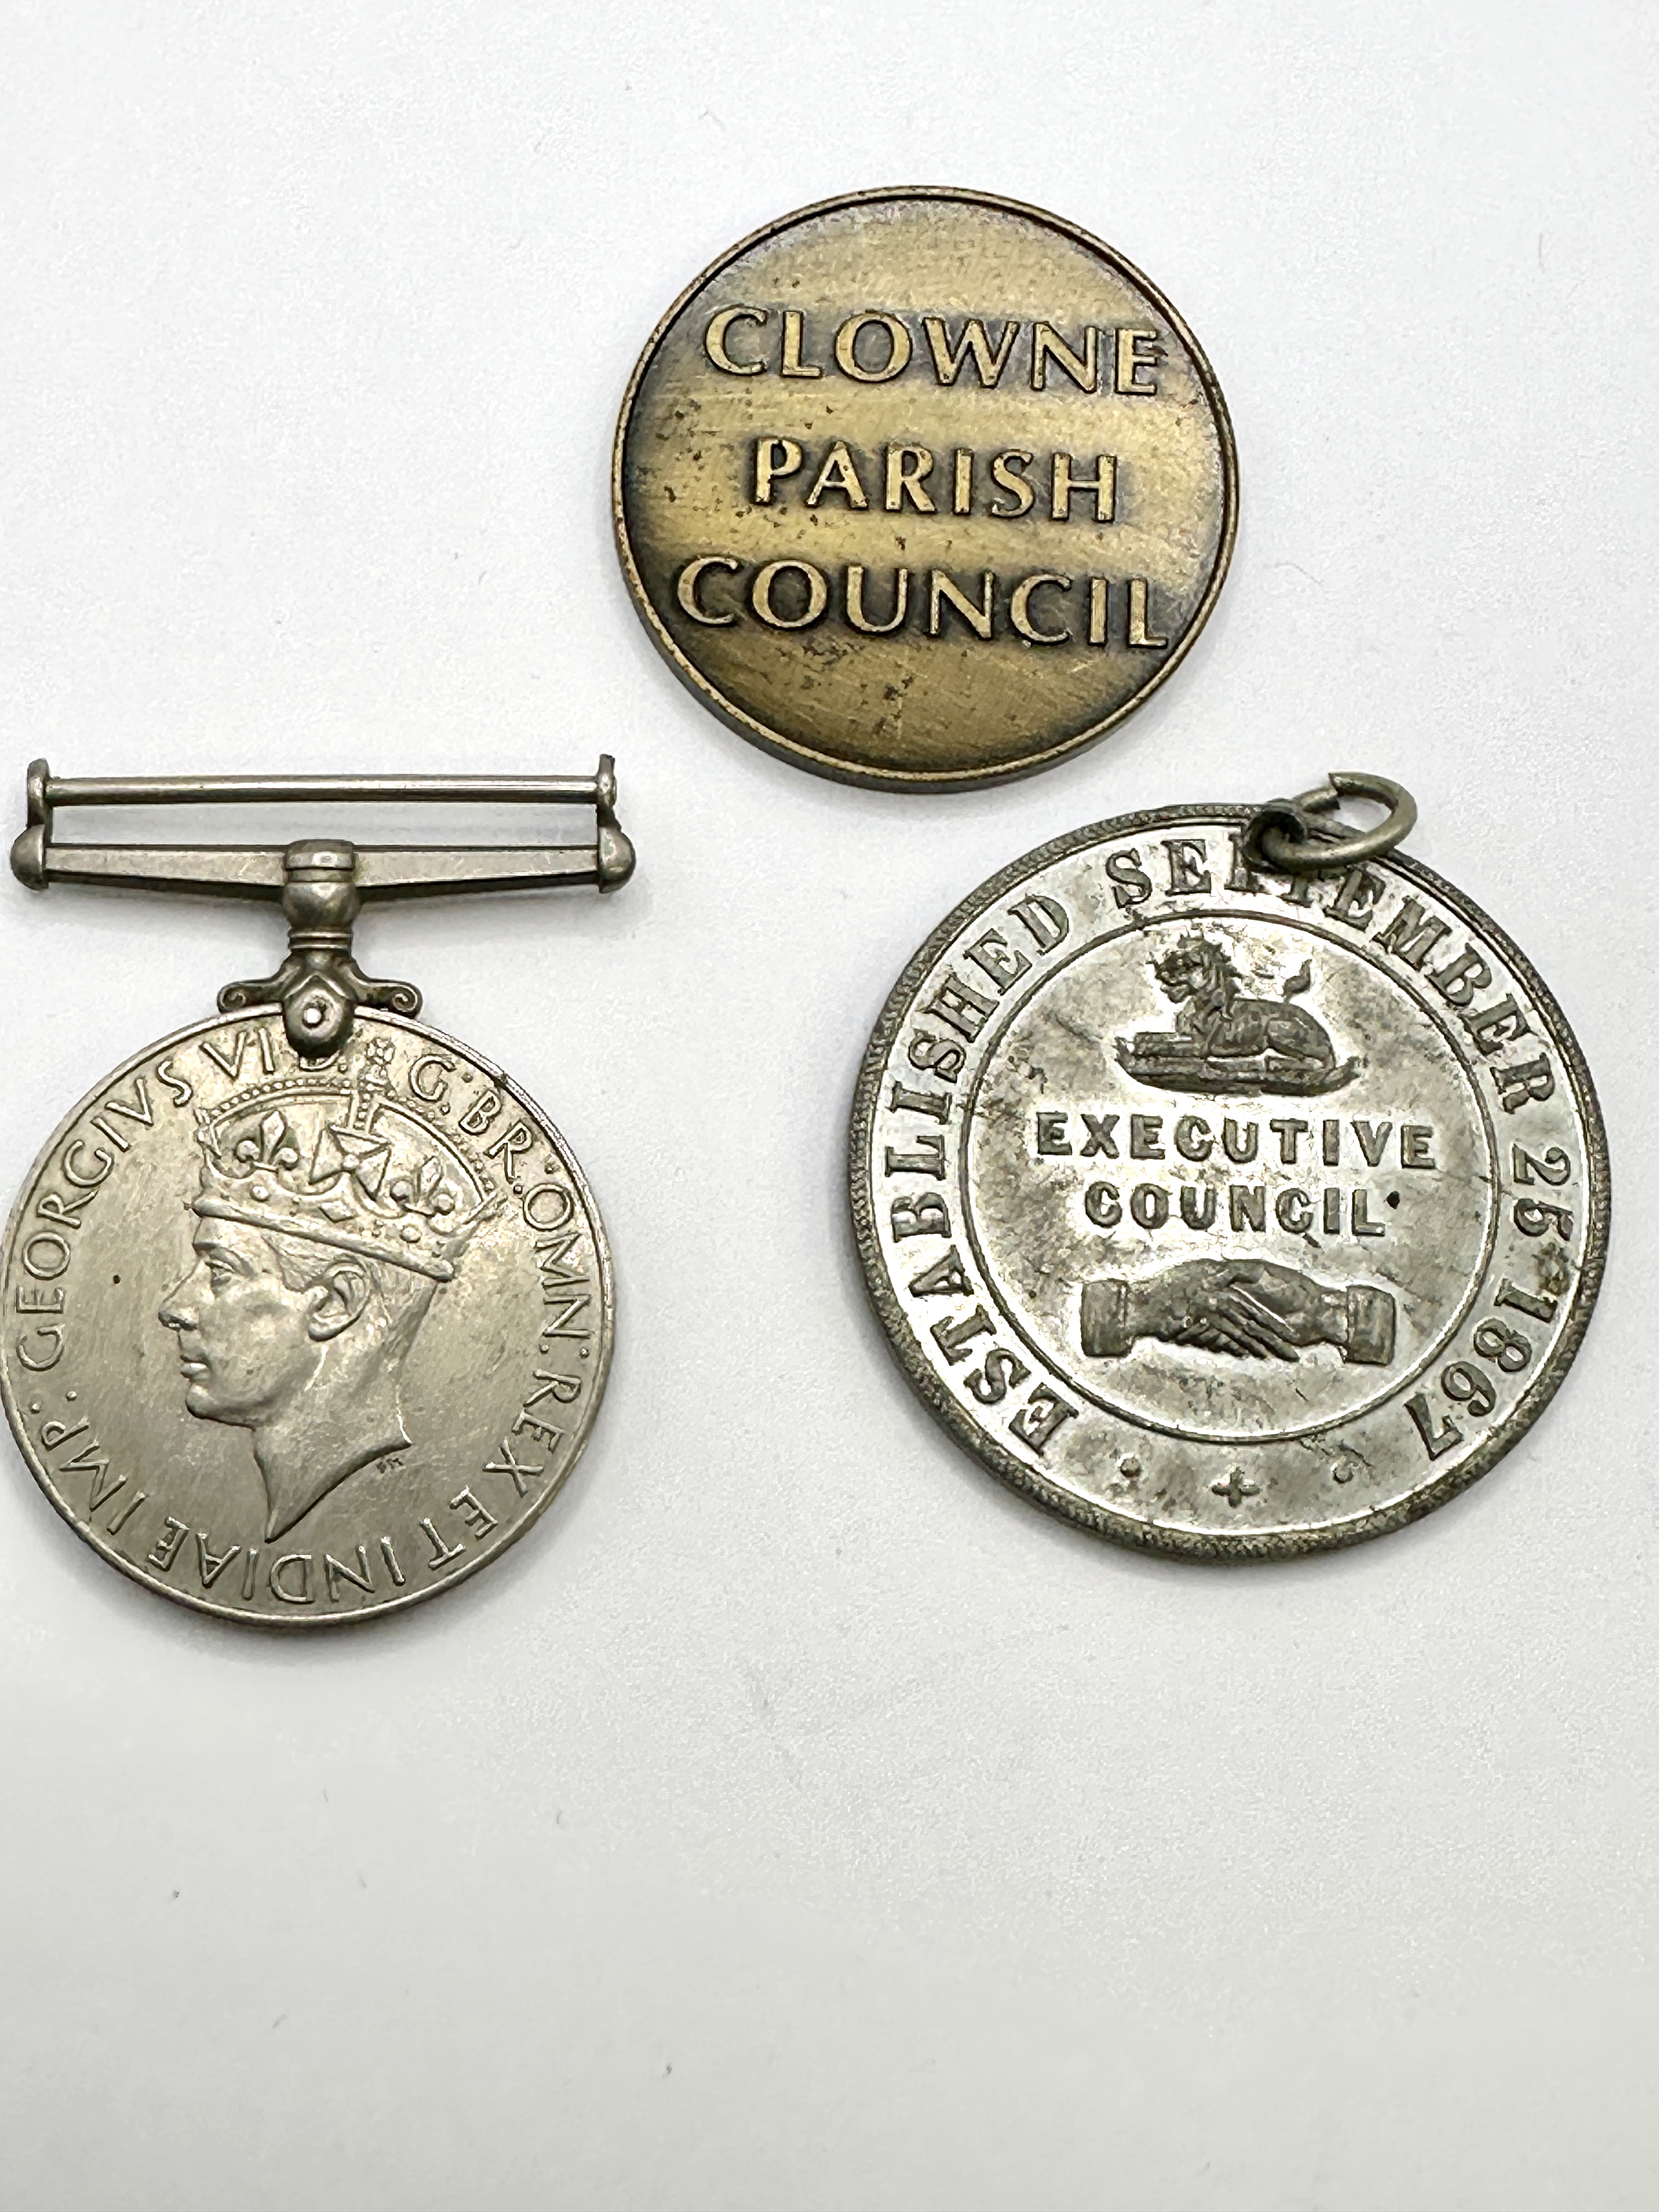 CLOWNE
PARISH
COUNCIL
GEORGIVS VI D: G: BR: OMN: REX ET INDIAE IMP:
ESTABLISHED SEPTEMBER 25 1867
EXECUTIVE
COUNCIL